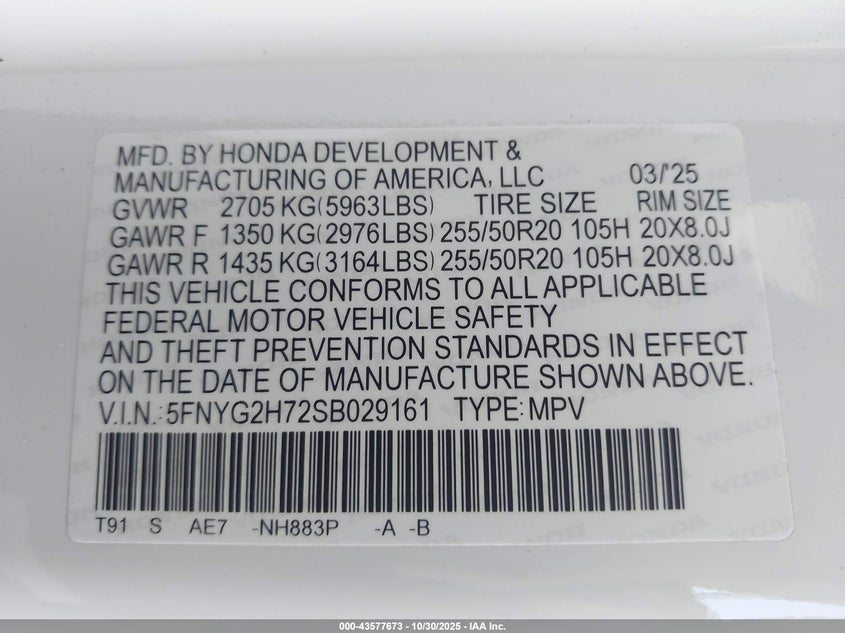 MFD. BY HONDA DEVELOPMENT &
MANUFACTURING OF AMERICA, LLC 03/'25
GVWR 2705 KG(5963LBS) TIRE SIZE RIM SIZE
GAWR F 1350 KG(2976LBS) 255/50R20 105H 20X8.0J
GAWR R 1435 KG(3164LBS) 255/50R20 105H 20X8.0J
THIS VEHICLE CONFORMS TO ALL APPLICABLE
FEDERAL MOTOR VEHICLE SAFETY
AND THEFT PREVENTION STANDARDS IN EFFECT
ON THE DATE OF MANUFACTURE SHOWN ABOVE.
V.I.N.: 5FNYG2H72SB029161 TYPE: MPV
T91 S AE7 -NH883P -A -B
000-43577673 - 10/30/2025 - IAA Inc.